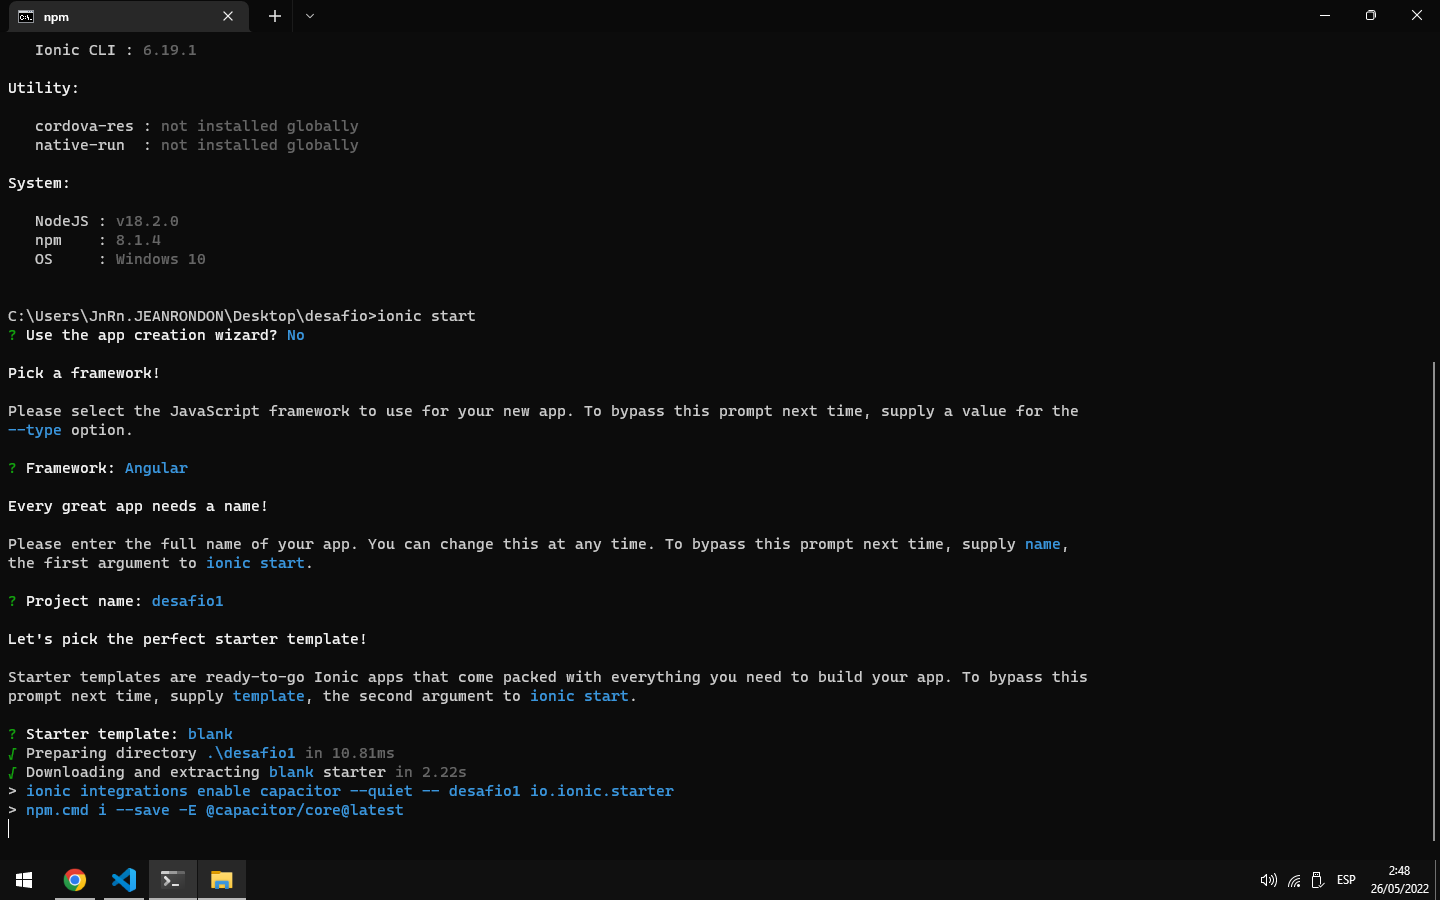 npm
Ionic CLI : 6.19.1
Utility:
cordova-res : not installed globally
native-run : not installed globally
System:
NodeJS : v18.2.0
npm : 8.1.4
OS : Windows 10
C:\Users\JnRn.JEANRONDON\Desktop\desafio>ionic start
? Use the app creation wizard? No
Pick a framework!
Please select the JavaScript framework to use for your new app. To bypass this prompt next time, supply a value for the
--type option.
? Framework: Angular
Every great app needs a name!
Please enter the full name of your app. You can change this at any time. To bypass this prompt next time, supply name,
the first argument to ionic start.
? Project name: desafio1
Let's pick the perfect starter template!
Starter templates are ready-to-go Ionic apps that come packed with everything you need to build your app. To bypass this
prompt next time, supply template, the second argument to ionic start.
? Starter template: blank
√ Preparing directory .\desafio1 in 10.81ms
√ Downloading and extracting blank starter in 2.22s
> ionic integrations enable capacitor --quiet -- desafio1 io.ionic.starter
> npm.cmd i --save -E @capacitor/core@latest
ESP
2:48
26/05/2022